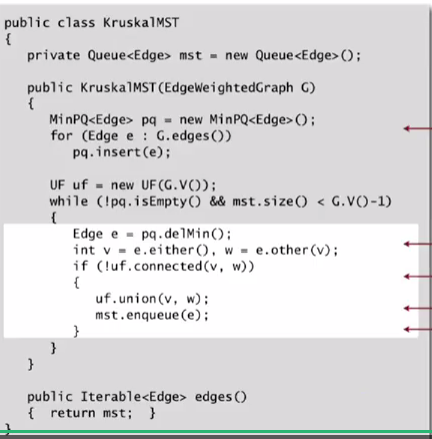 public class KruskalMST
{
private Queue<Edge> mst = new Queue<Edge>();
public KruskalMST(EdgeWeightedGraph G)
{
MinPQ<Edge> pq = new MinPQ<Edge>();
for (Edge e : G.edges())
pq.insert(e);
UF uf = new UF(G.V());
while (!pq.isEmpty() && mst.size() < G.V()-1)
{
Edge e = pq.delMin();
int v = e.either(), w = e.other(v);
if (!uf.connected(v, w))
{
uf.union(v, w);
mst.enqueue(e);
}
}
}
public Iterable<Edge> edges()
{ return mst; }
}